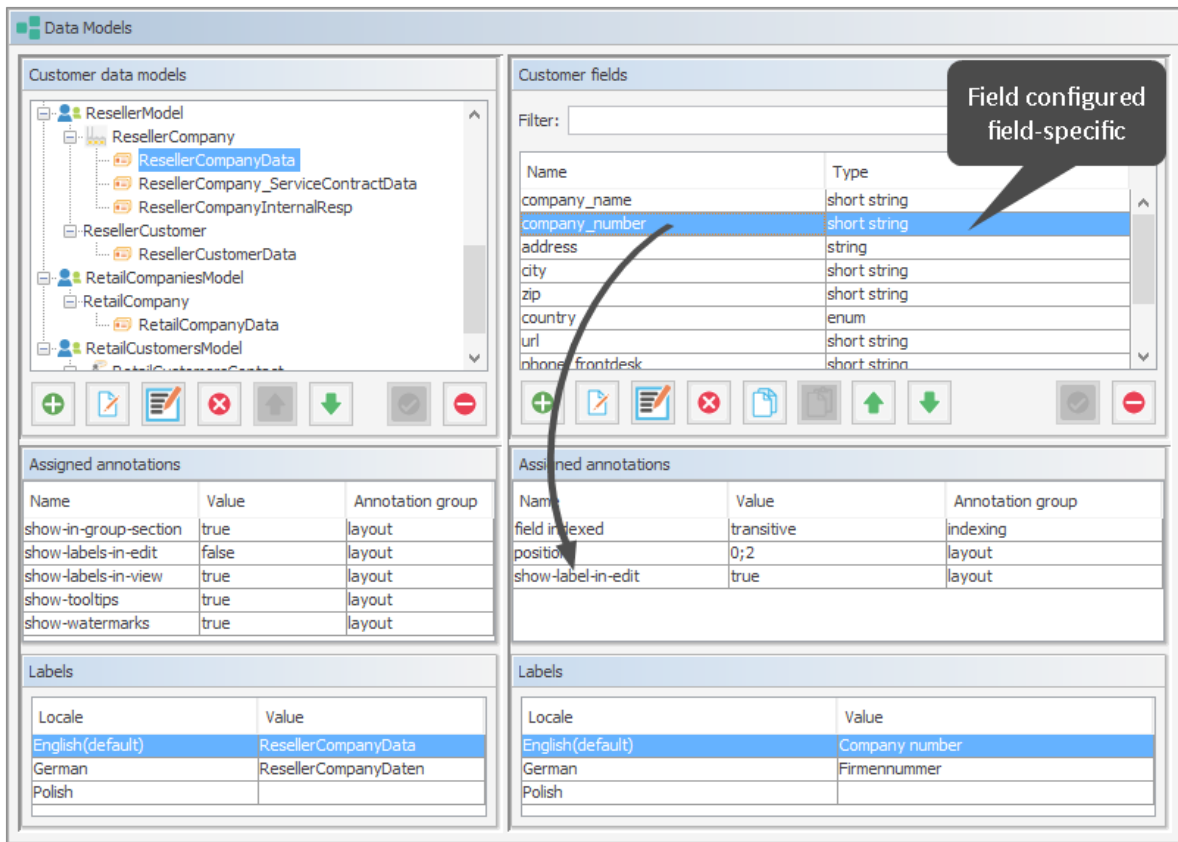 Data Models
Customer data models
ResellerModel
ResellerCompany
ResellerCompanyData
ResellerCompany_ServiceContractData
ResellerCompanyInternalResp
ResellerCustomer
ResellerCustomerData
RetailCompaniesModel
RetailCompany
RetailCompanyData
RetailCustomersModel
RetailCustomersContact
Customer fields
Field configured
field-specific
Filter:
Name Type
company_name short string
company_number short string
address string
city short string
zip short string
country enum
url short string
phone_frontdesk short string
Assigned annotations
Name Value Annotation group
show-in-group-section true layout
show-labels-in-edit false layout
show-labels-in-view true layout
show-tooltips true layout
show-watermarks true layout
Assigned annotations
Name Value Annotation group
field indexed transitive indexing
position 0;2 layout
show-label-in-edit true layout
Labels
Locale Value
English(default) ResellerCompanyData
German ResellerCompanyDaten
Polish
Labels
Locale Value
English(default) Company number
German Firmennummer
Polish